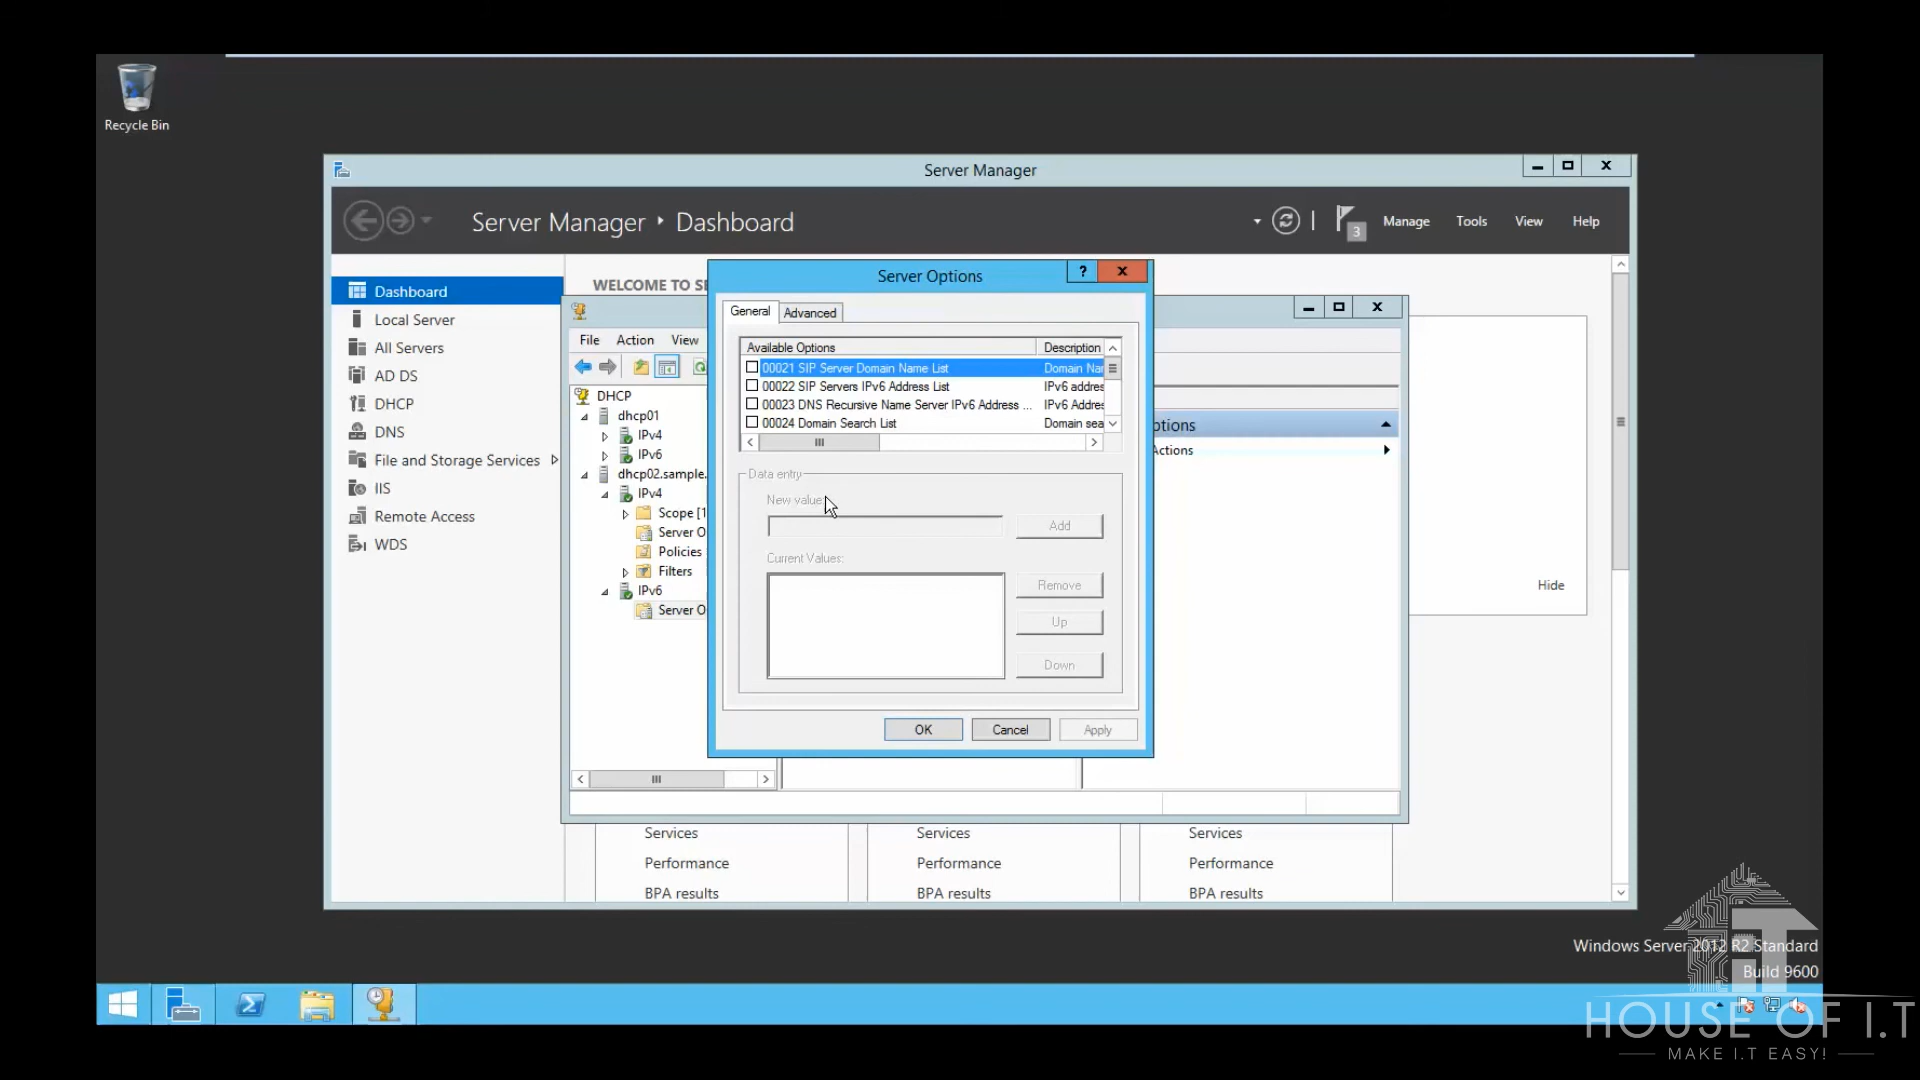 Recycle Bin
Server Manager
Server Manager Dashboard
3
Manage
Tools
View
Help
Dashboard
Local Server
All Servers
AD DS
DHCP
DNS
File and Storage Services
IIS
Remote Access
WDS
WELCOME TO SE
File
Action
View
DHCP
dhcp01
IPv4
IPv6
dhcp02.sample.
IPv4
Scope [1
Server O
Policies
Filters
IPv6
Server O
Server Options
?
General
Advanced
Available Options
Description
00021 SIP Server Domain Name List
Domain Nar
00022 SIP Servers IPv6 Address List
IPv6 addres
00023 DNS Recursive Name Server IPv6 Address ...
IPv6 Addres
00024 Domain Search List
Domain sea
Data entry
New value:
Add
Current Values:
Remove
Up
Down
OK
Cancel
Apply
ptions
Actions
Hide
Services
Performance
BPA results
Services
Performance
BPA results
Services
Performance
BPA results
Windows Server 2012 R2 Standard
Build 9600
HOUSE OF I.T
MAKE I.T EASY!